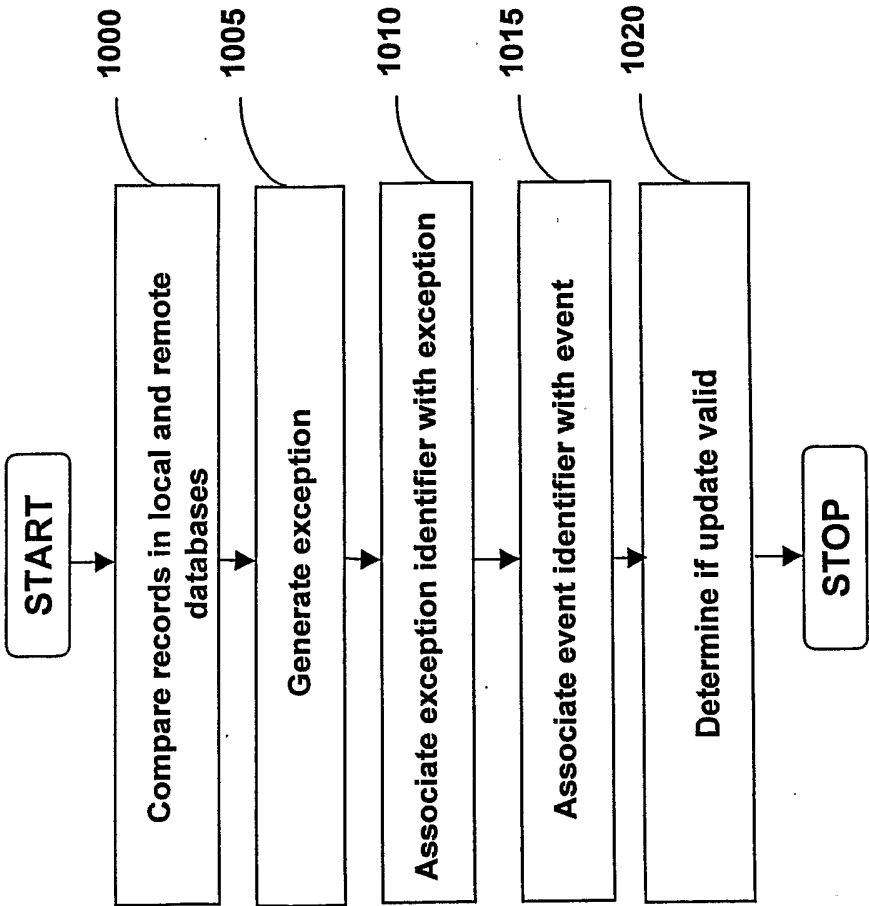 START
Compare records in local and remote
databases
1000
Generate exception
1005
Associate exception identifier with exception
1010
Associate event identifier with event
1015
Determine if update valid
1020
STOP